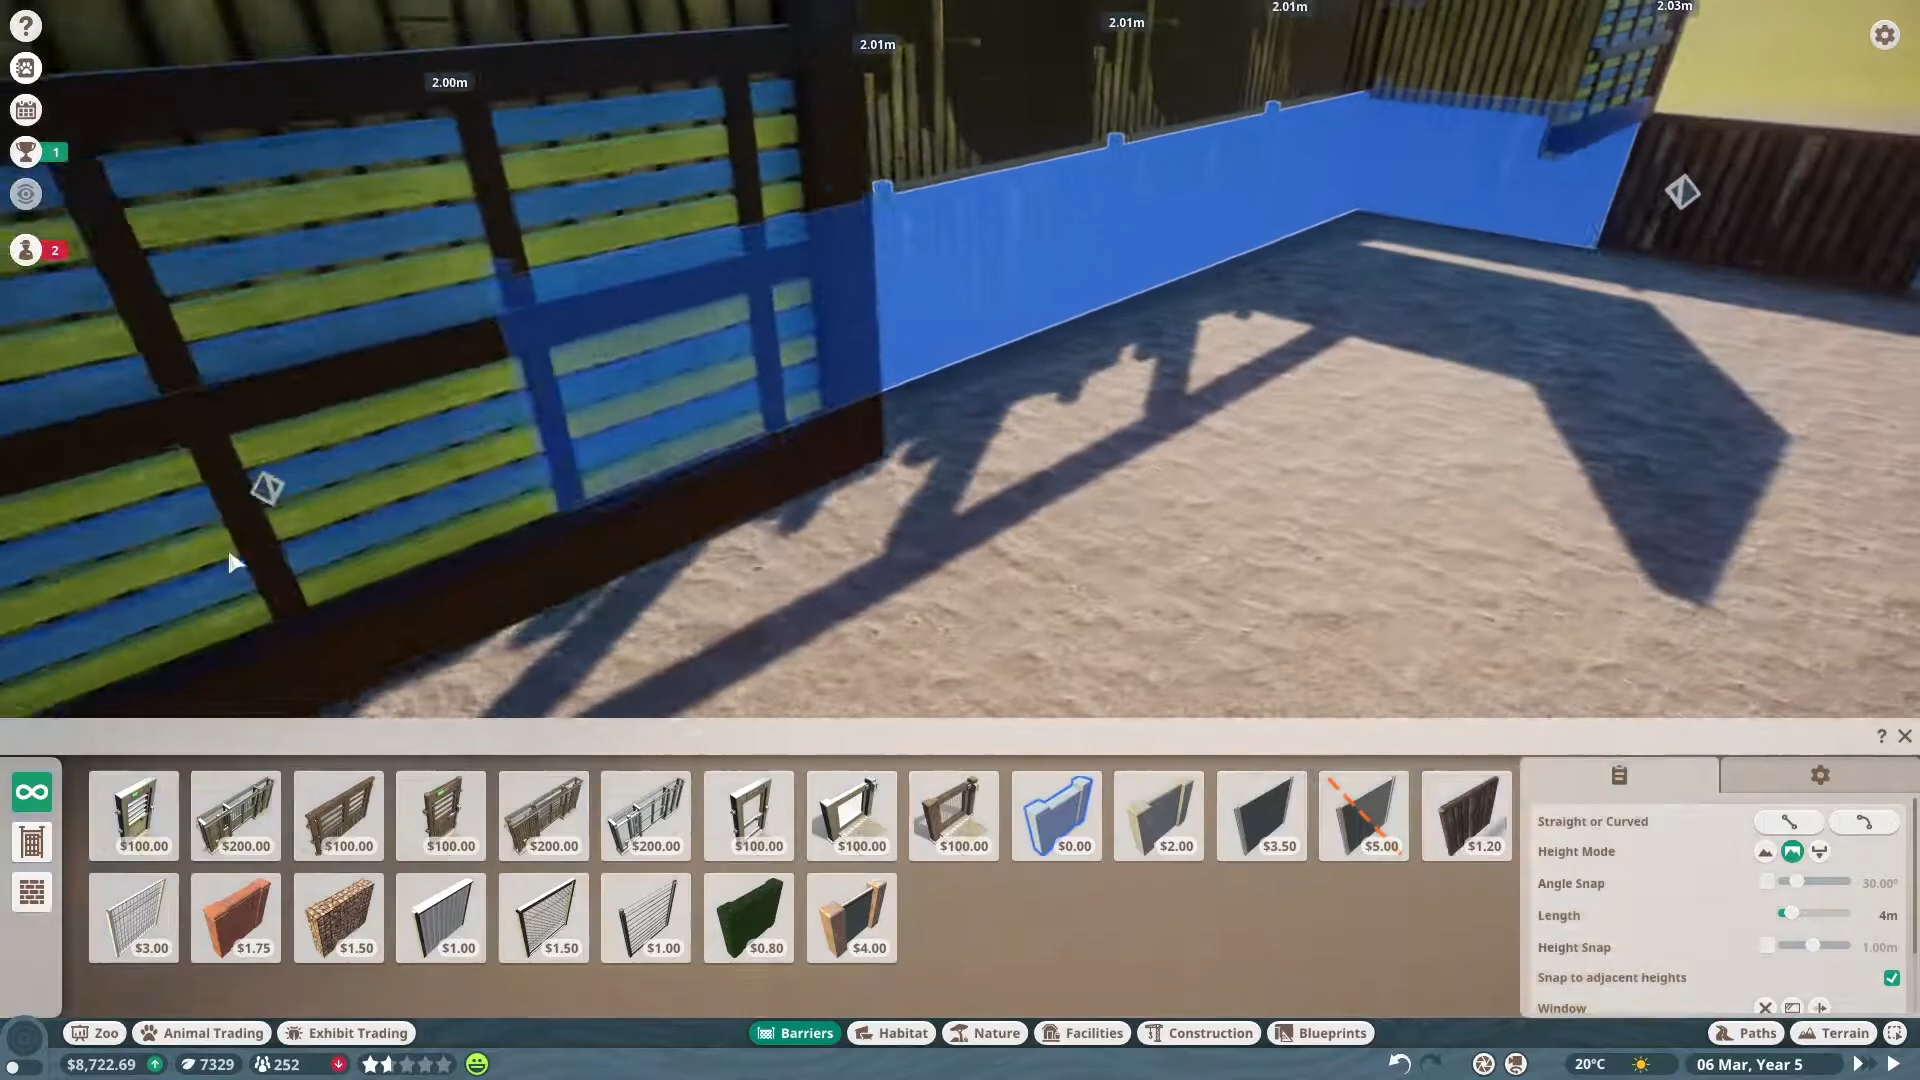 2.03m
2.01m
2.01m
2.01m
2.00m
?
1
2
?
$100.00 $200.00 $100.00 $100.00 $200.00 $200.00 $100.00 $100.00 $100.00 $0.00 $2.00 $3.50 $5.00 $1.20
$3.00 $1.75 $1.50 $1.00 $1.50 $1.00 $0.80 $4.00
Straight or Curved
Height Mode
Angle Snap 30.00°
Length 4m
Height Snap 1.00m
Snap to adjacent heights
Window
Zoo Animal Trading Exhibit Trading Barriers Habitat Nature Facilities Construction Blueprints Paths Terrain
$8,722.69 7329 252 20°C 06 Mar, Year 5